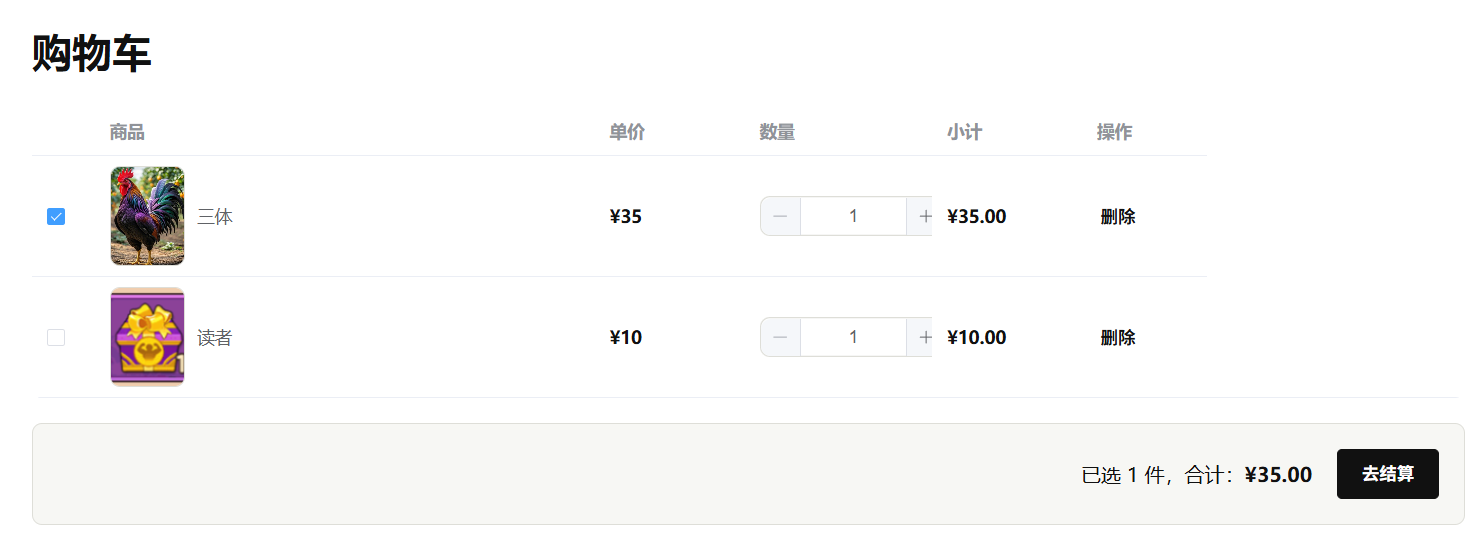 购物车
商品 单价 数量 小计 操作
三体 ¥35 1 ¥35.00 删除
读者 ¥10 1 ¥10.00 删除
已选 1 件，合计：¥35.00 去结算